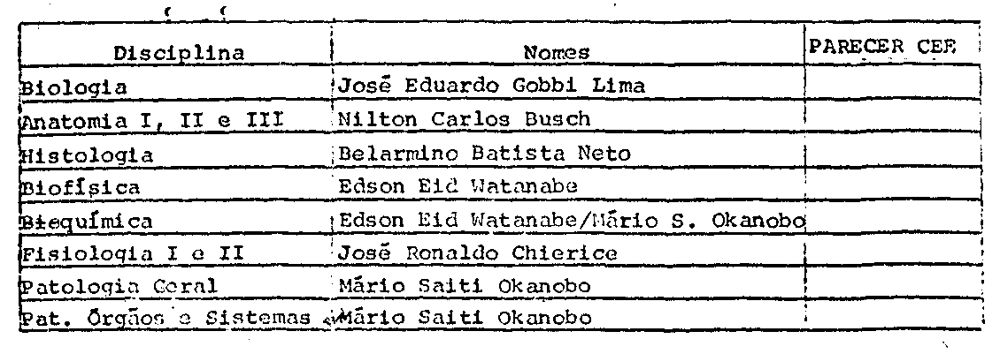 Disciplina Nomes PARECER CEE
Biologia José Eduardo Gobbi Lima
Anatomia I, II e III Nilton Carlos Busch
Histologia Belarmino Batista Neto
Biofísica Edson Eid Watanabe
Biequímica Edson Eid Watanabe/Mário S. Okanobo
Fisiologia I e II José Ronaldo Chierice
Patologia Geral Mário Saiti Okanobo
Pat. Órgãos e Sistemas Mário Saiti Okanobo